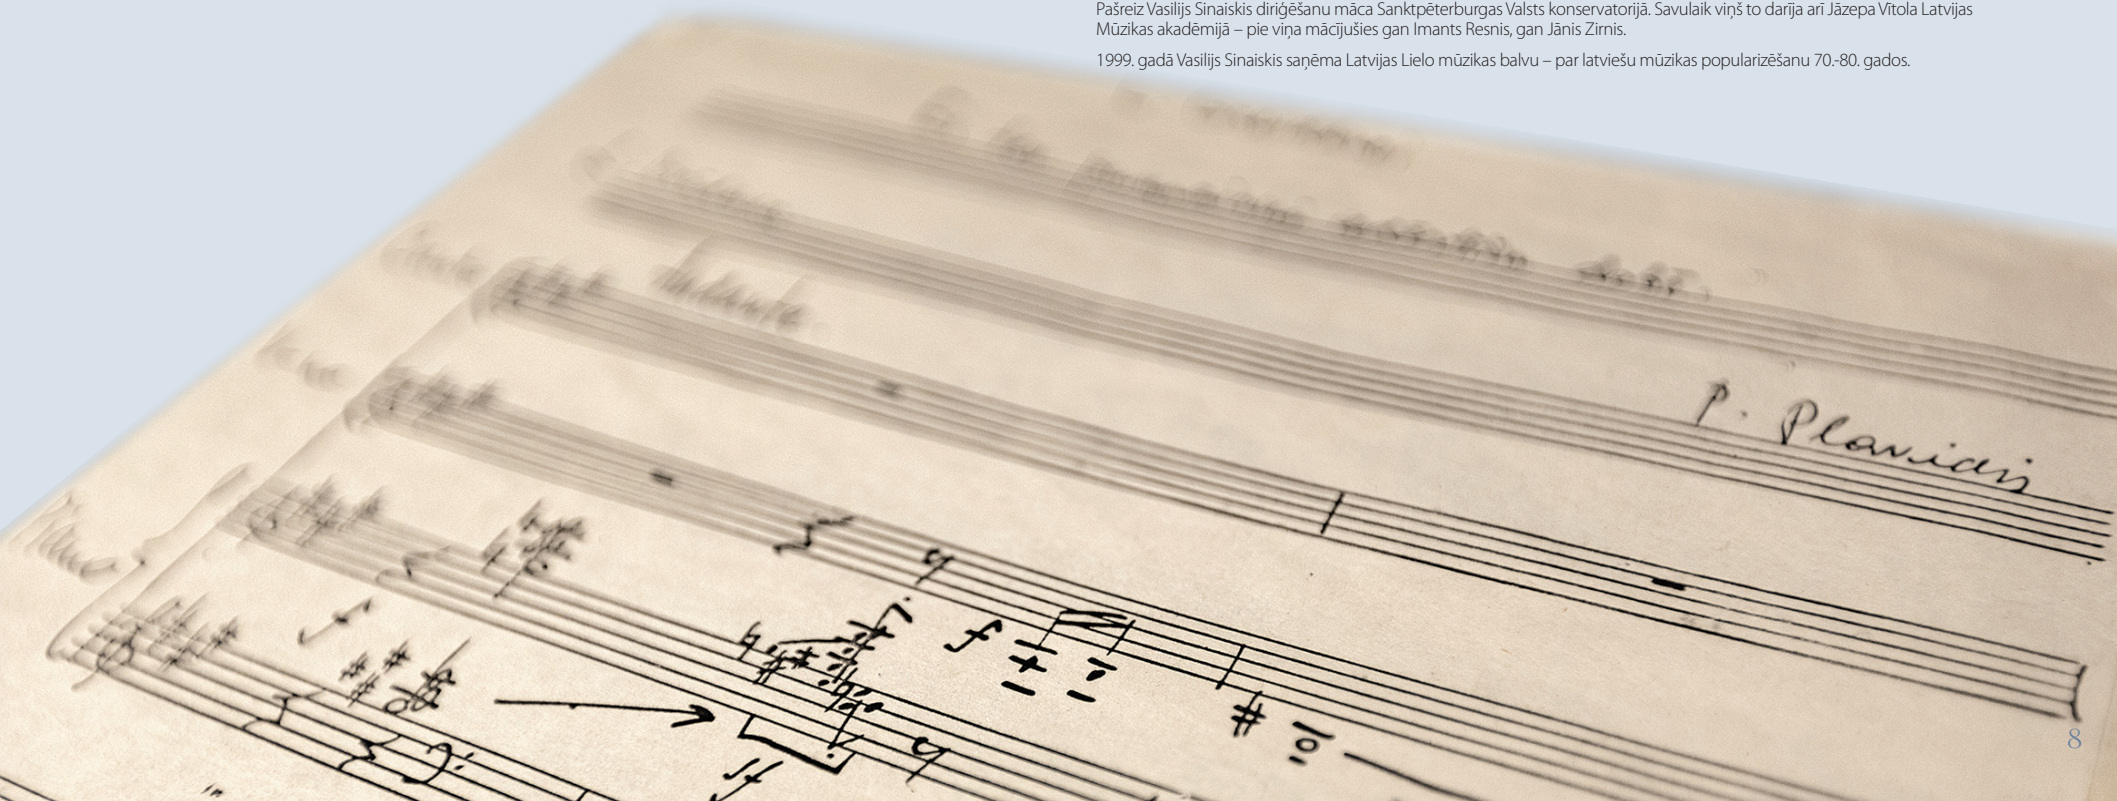 Pašreiz Vasilijs Sinaiskis diriģēšanu māca Sanktpēterburgas Valsts konservatorijā. Savulaik viņš to darīja arī Jāzepa Vītola Latvijas
Mūzikas akadēmijā – pie viņa mācījušies gan Imants Resnis, gan Jānis Zirnis.
1999. gadā Vasilijs Sinaiskis saņēma Latvijas Lielo mūzikas balvu – par latviešu mūzikas popularizēšanu 70.-80. gados.
Andante
P. Plakidis
f
f
ff
8